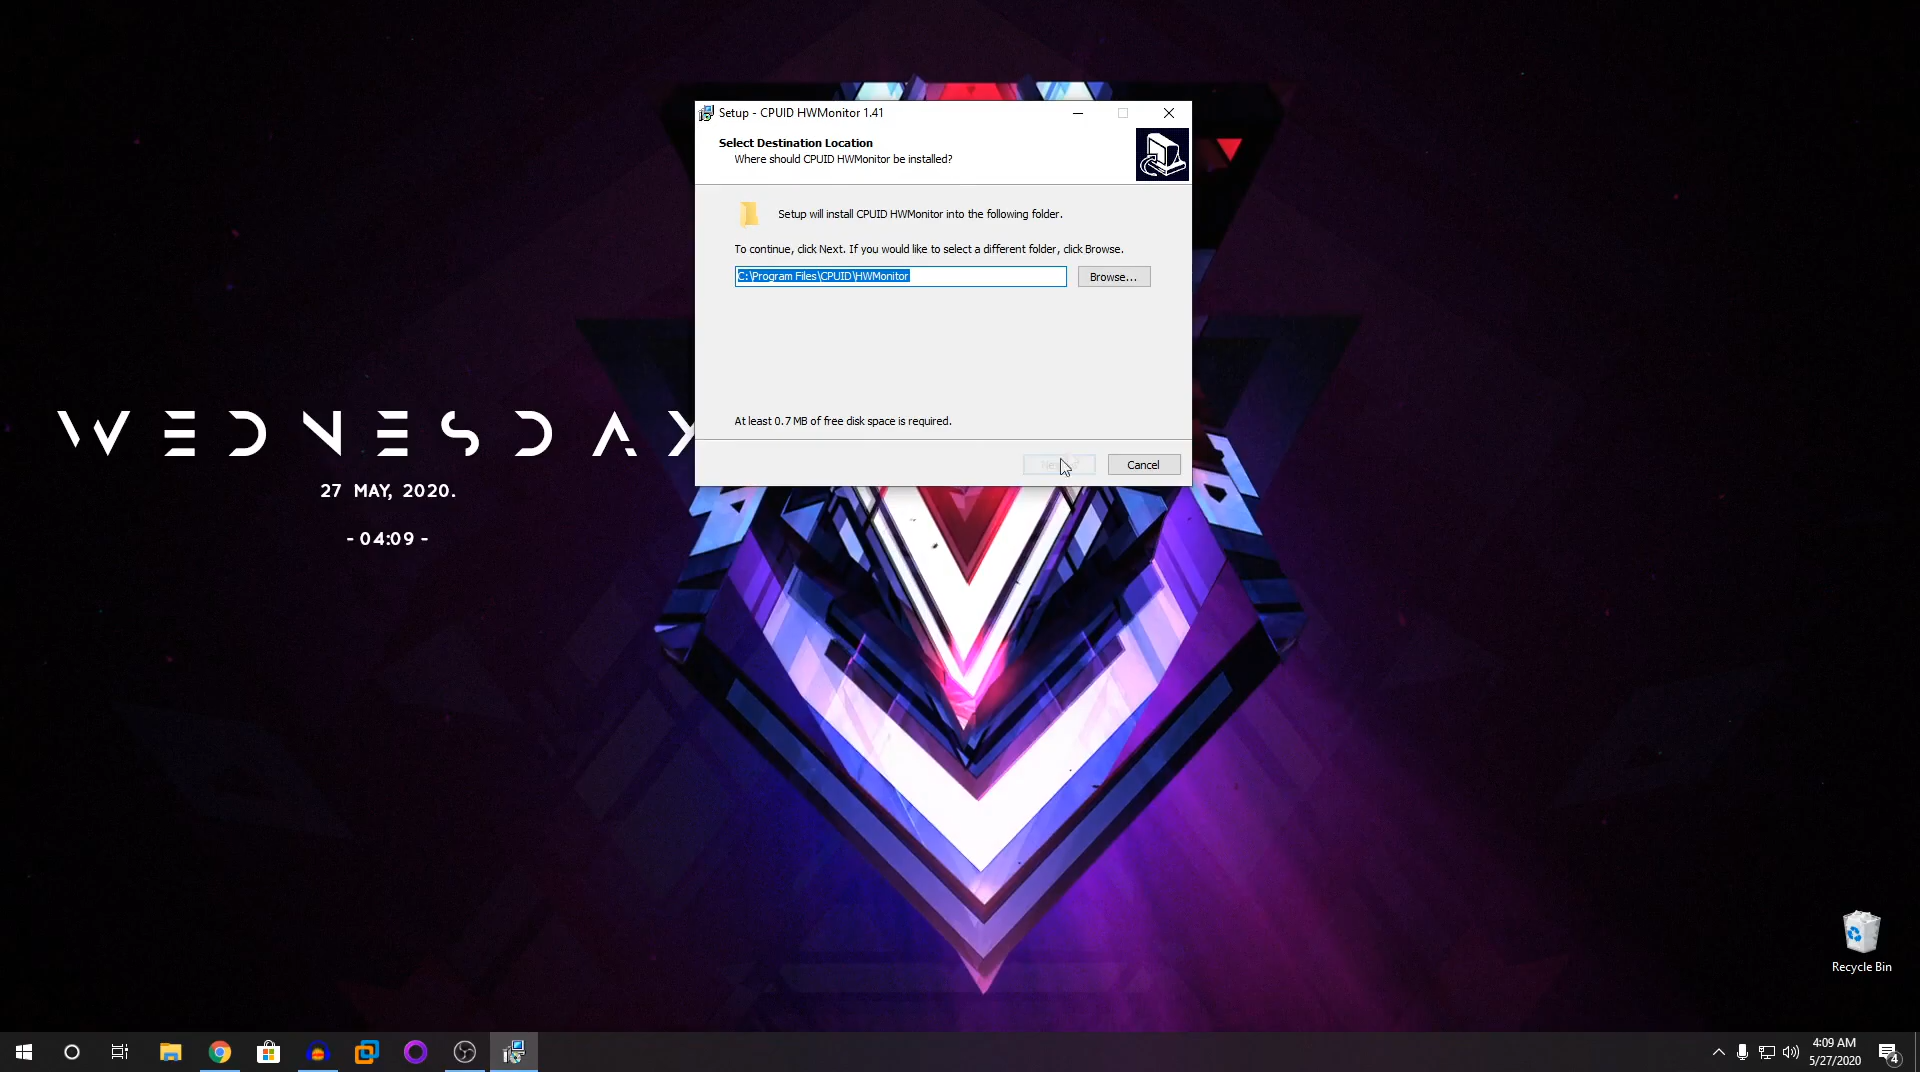 Setup - CPUID HWMonitor 1.41
Select Destination Location
Where should CPUID HWMonitor be installed?
Setup will install CPUID HWMonitor into the following folder.
To continue, click Next. If you would like to select a different folder, click Browse.
C:\Program Files\CPUID\HWMonitor
Browse...
At least 0.7 MB of free disk space is required.
Cancel
WEDNESDAY
27 MAY, 2020.
- 04:09 -
Recycle Bin
4:09 AM
5/27/2020
4